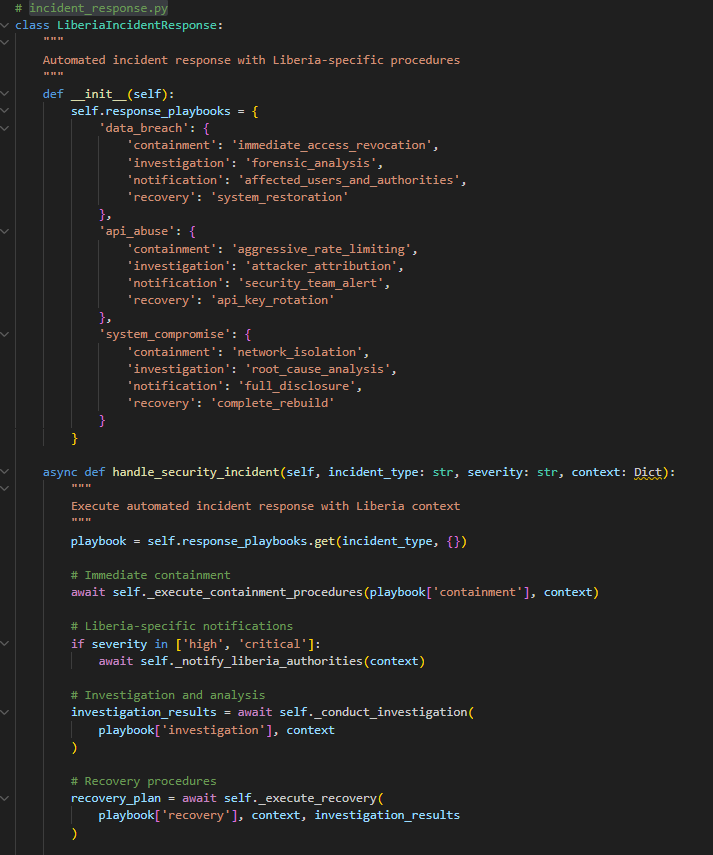 # incident_response.py
class LiberiaIncidentResponse:
    """
    Automated incident response with Liberia-specific procedures
    """
    def __init__(self):
        self.response_playbooks = {
            'data_breach': {
                'containment': 'immediate_access_revocation',
                'investigation': 'forensic_analysis',
                'notification': 'affected_users_and_authorities',
                'recovery': 'system_restoration'
            },
            'api_abuse': {
                'containment': 'aggressive_rate_limiting',
                'investigation': 'attacker_attribution',
                'notification': 'security_team_alert',
                'recovery': 'api_key_rotation'
            },
            'system_compromise': {
                'containment': 'network_isolation',
                'investigation': 'root_cause_analysis',
                'notification': 'full_disclosure',
                'recovery': 'complete_rebuild'
            }
        }
    async def handle_security_incident(self, incident_type: str, severity: str, context: Dict):
        """
        Execute automated incident response with Liberia context
        """
        playbook = self.response_playbooks.get(incident_type, {})
        # Immediate containment
        await self._execute_containment_procedures(playbook['containment'], context)
        # Liberia-specific notifications
        if severity in ['high', 'critical']:
            await self._notify_liberia_authorities(context)
        # Investigation and analysis
        investigation_results = await self._conduct_investigation(
            playbook['investigation'], context
        )
        # Recovery procedures
        recovery_plan = await self._execute_recovery(
            playbook['recovery'], context, investigation_results
        )